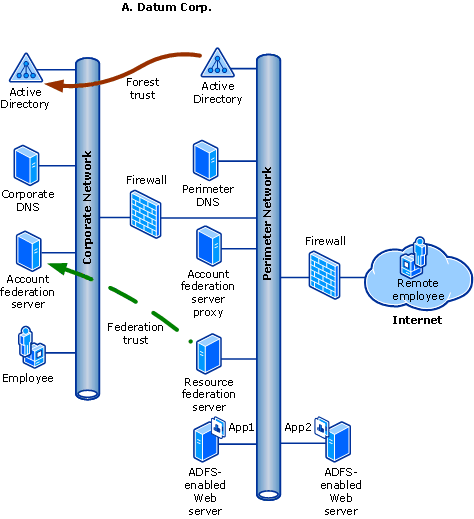 A. Datum Corp.
Active
Directory
Forest
trust
Active
Directory
Corporate Network
Perimeter Network
Corporate
DNS
Firewall
Perimeter
DNS
Account
federation
server
Account
federation
server
proxy
Firewall
Remote
employee
Internet
Federation
trust
Employee
Resource
federation
server
App1
App2
ADFS-
enabled
Web
server
ADFS-
enabled
Web
server